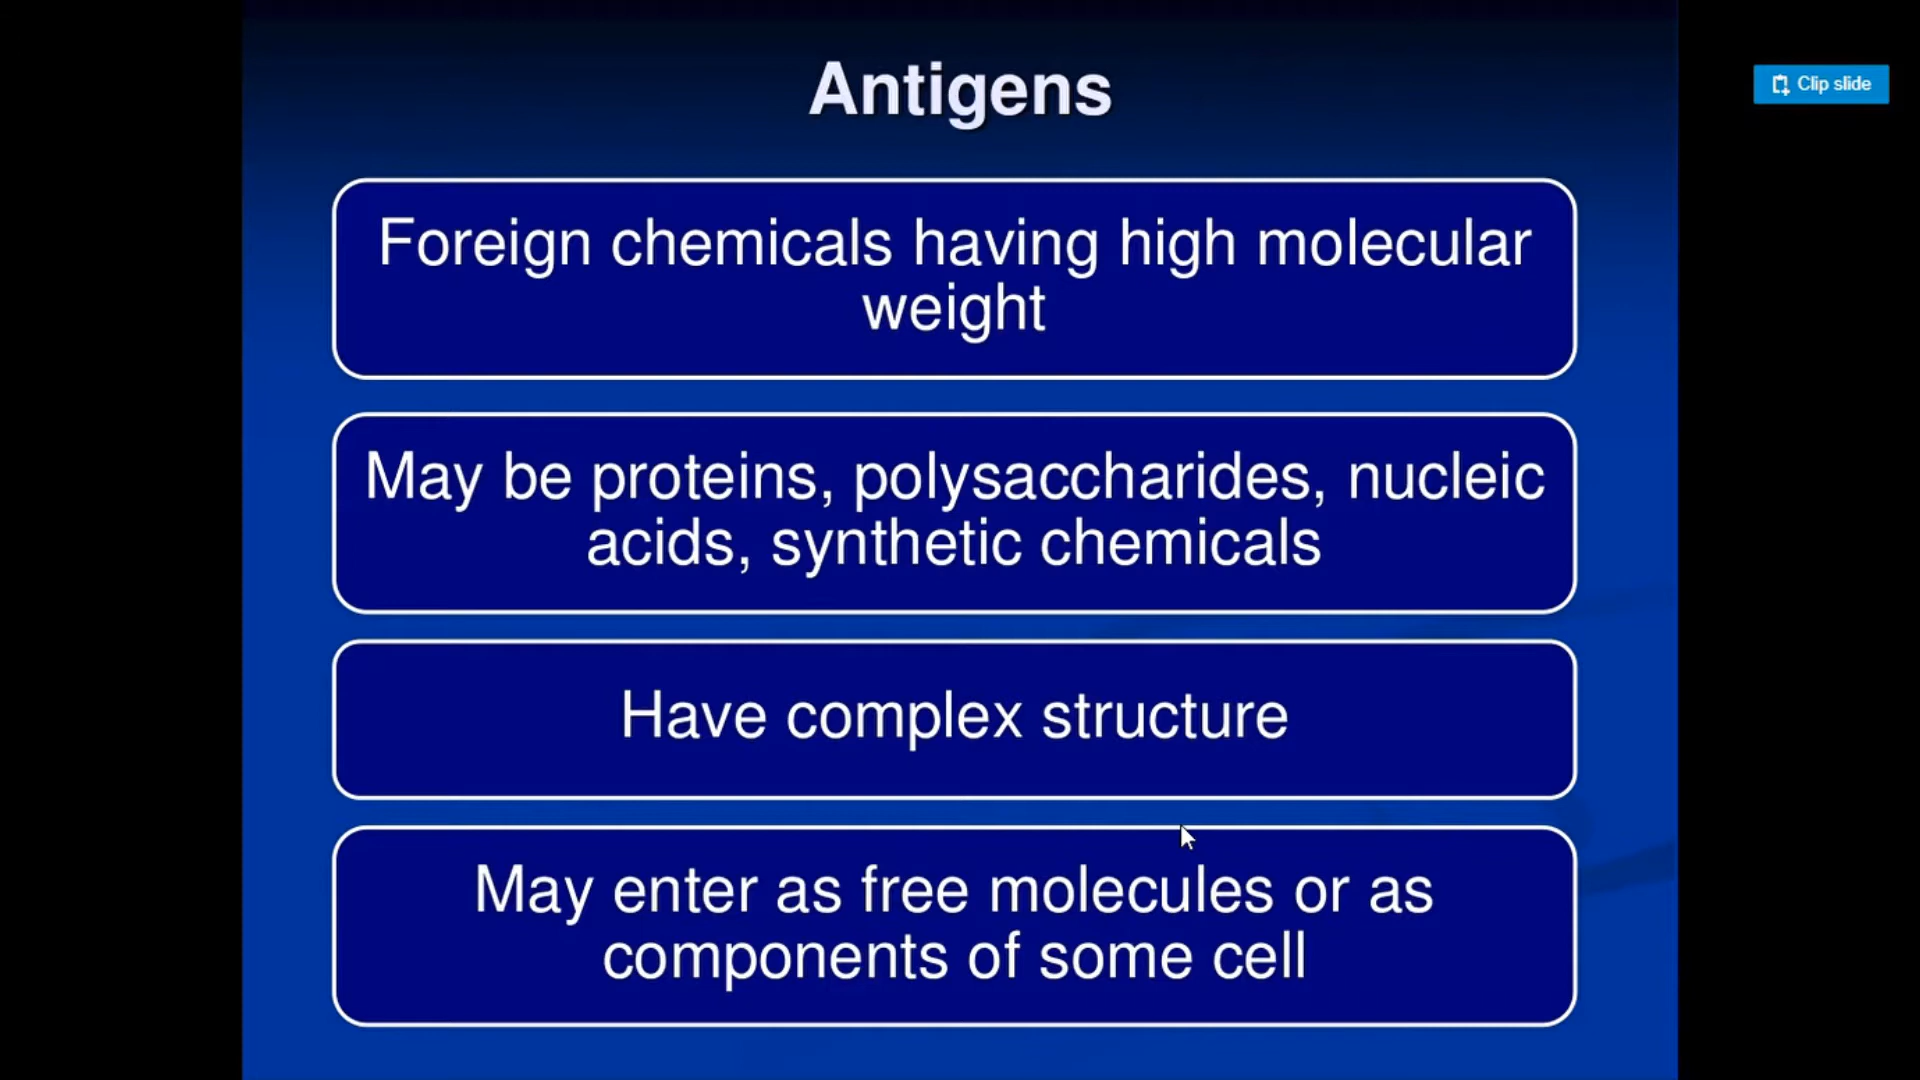 Antigens
Clip slide
Foreign chemicals having high molecular
weight
May be proteins, polysaccharides, nucleic
acids, synthetic chemicals
Have complex structure
May enter as free molecules or as
components of some cell